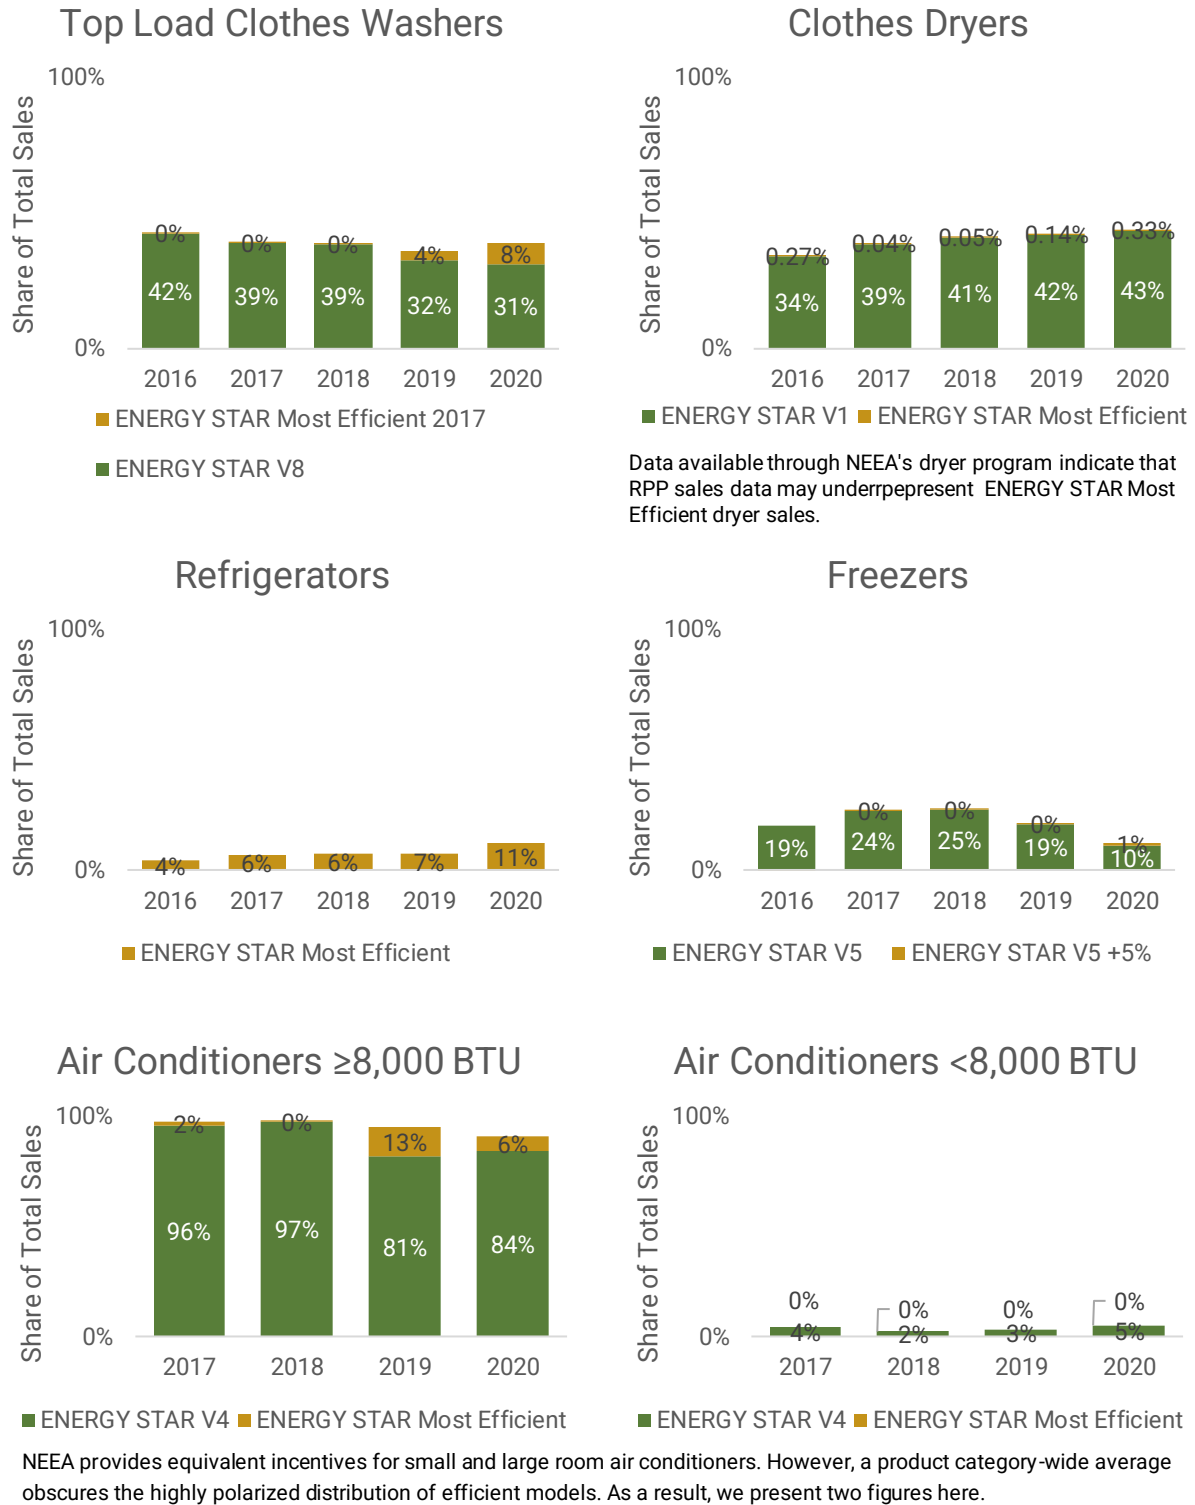 Top Load Clothes Washers
100%
Share of Total Sales
0% 0% 0% 4% 8%
42% 39% 39% 32% 31%
0%
2016 2017 2018 2019 2020
ENERGY STAR Most Efficient 2017
ENERGY STAR V8
Clothes Dryers
100%
Share of Total Sales
0.27% 0.04% 0.05% 0.14% 0.33%
34% 39% 41% 42% 43%
0%
2016 2017 2018 2019 2020
ENERGY STAR V1 ENERGY STAR Most Efficient
Data available through NEEA's dryer program indicate that
RPP sales data may underrpepresent ENERGY STAR Most
Efficient dryer sales.
Refrigerators
100%
Share of Total Sales
4% 6% 6% 7% 11%
0%
2016 2017 2018 2019 2020
ENERGY STAR Most Efficient
Freezers
100%
Share of Total Sales
0% 0% 0% 1%
19% 24% 25% 19% 10%
0%
2016 2017 2018 2019 2020
ENERGY STAR V5 ENERGY STAR V5 +5%
Air Conditioners ≥8,000 BTU
100%
Share of Total Sales
2% 0% 13% 6%
96% 97% 81% 84%
0%
2017 2018 2019 2020
ENERGY STAR V4 ENERGY STAR Most Efficient
Air Conditioners <8,000 BTU
100%
Share of Total Sales
0% 0% 0% 0%
4% 2% 3% 5%
0%
2017 2018 2019 2020
ENERGY STAR V4 ENERGY STAR Most Efficient
NEEA provides equivalent incentives for small and large room air conditioners. However, a product category-wide average
obscures the highly polarized distribution of efficient models. As a result, we present two figures here.